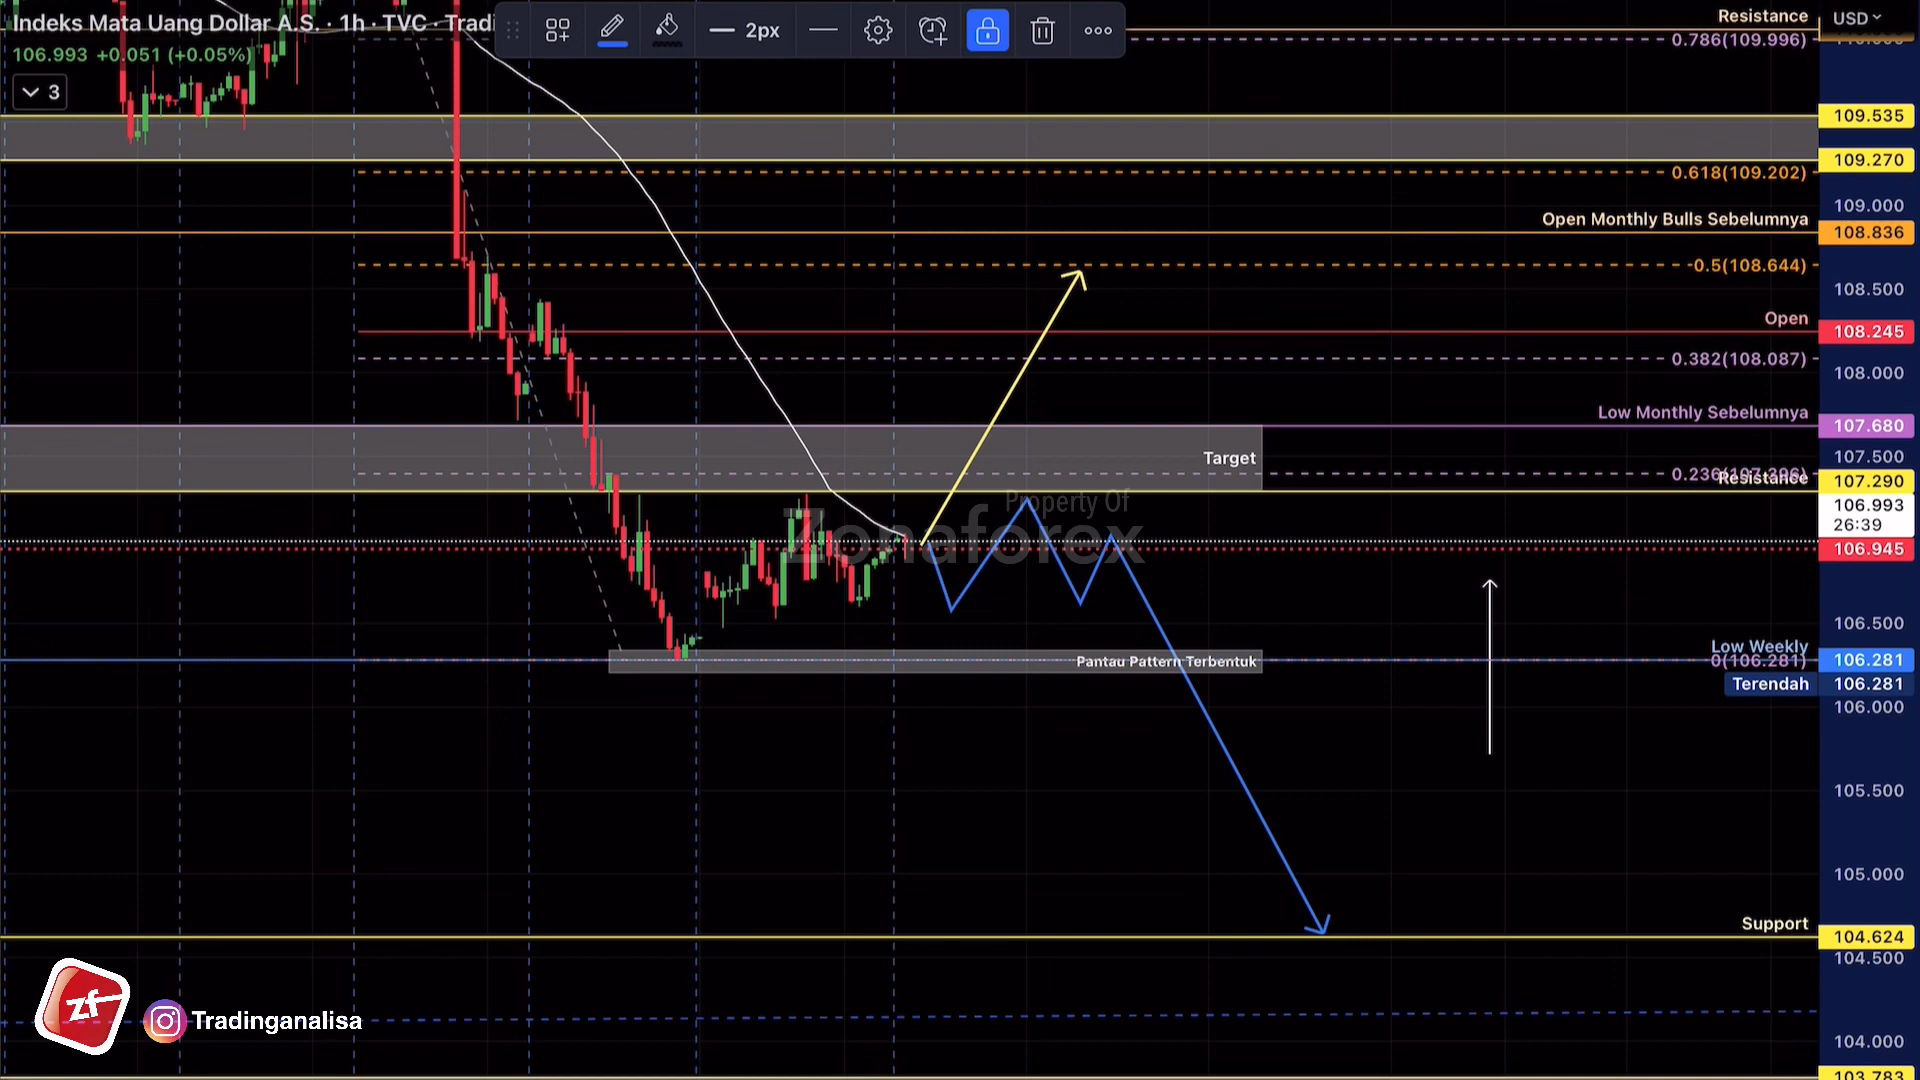 Indeks Mata Uang Dollar A.S. · 1h · TVC · Tradi
106.993 +0.051 (+0.05%)
3
2px
Resistance
USD
0.786(109.996)
109.535
109.270
0.618(109.202)
109.000
Open Monthly Bulls Sebelumnya
108.836
0.5(108.644)
108.500
Open
108.245
0.382(108.087)
108.000
Low Monthly Sebelumnya
107.680
Target
107.500
Resistance
107.290
Property Of
Zonaforex
106.993
26:39
106.945
106.500
Low Weekly
Pantau Pattern Terbentuk
0(106.281)
106.281
Terendah
106.281
106.000
105.500
105.000
Support
104.624
104.500
zf
Tradinganalisa
104.000
103.783